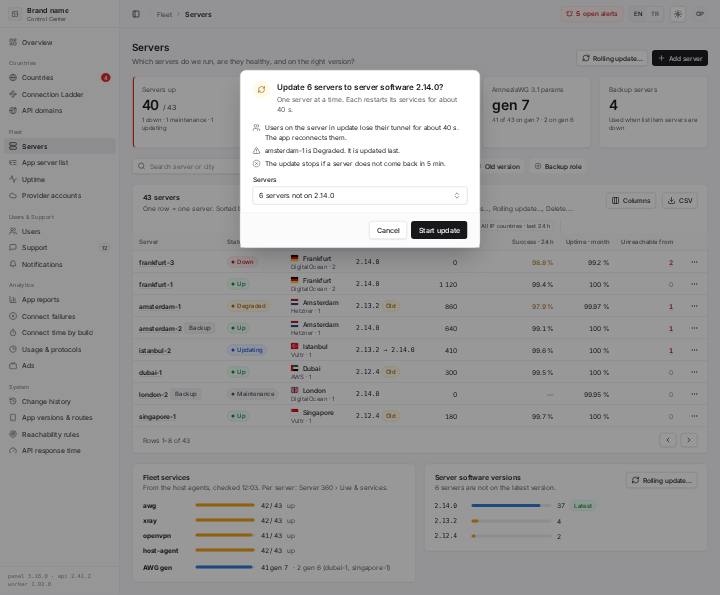 Brand name
Control Center
Overview
Countries
Countries 4
Connection Ladder
API domains
Fleet
Servers
App server list
Uptime
Provider accounts
Users & Support
Users
Support 12
Notifications
Analytics
App reports
Connect failures
Connect time by build
Usage & protocols
Ads
System
Change history
App versions & routes
Reachability rules
API response time
Fleet › Servers
5 open alerts
EN TR
OP
Servers
Which servers do we run, are they healthy, and on the right version?
Rolling update...
Add server
Servers up
40 / 43
1 down · 1 maintenance · 1
updating
AmneziaWG 3.1 params
gen 7
41 of 43 on gen 7 · 2 on gen 6
Backup servers
4
Used when list item servers are
down
Search server or city
Old version
Backup role
Update 6 servers to server software 2.14.0?
One server at a time. Each restarts its services for about
40 s.
Users on the server in update lose their tunnel for about 40 s.
The app reconnects them.
amsterdam-1 is Degraded. It is updated last.
The update stops if a server does not come back in 5 min.
Servers
6 servers not on 2.14.0
Cancel
Start update
43 servers
One row → one server. Sorted b
Rolling update..., Delete...
Columns
CSV
All IP countries · last 24 h
Server Success · 24 h Uptime · month Unreachable from
frankfurt-3 Down Frankfurt 2.14.0 0 98.8 % 99.2 % 2 ···
DigitalOcean · 2
frankfurt-1 Up Frankfurt 2.14.0 1 120 99.4 % 100 % 0 ···
DigitalOcean · 2
amsterdam-1 Degraded Amsterdam 2.13.2 Old 860 97.9 % 99.97 % 1 ···
Hetzner · 1
amsterdam-2 Backup Up Amsterdam 2.14.0 640 99.1 % 100 % 1 ···
Hetzner · 1
istanbul-2 Updating Istanbul 2.13.2 → 2.14.0 410 99.6 % 100 % 1 ···
Vultr · 1
dubai-1 Up Dubai 2.12.4 Old 300 99.5 % 100 % 0 ···
AWS · 1
london-2 Backup Maintenance London 2.14.0 0 — 99.95 % 0 ···
DigitalOcean · 1
singapore-1 Up Singapore 2.12.4 Old 180 99.7 % 100 % 0 ···
Vultr · 1
Rows 1–8 of 43
Fleet services
From the host agents, checked 12:03. Per server: Server 360 › Live & services.
awg 42 / 43 up
xray 42 / 43 up
openvpn 41 / 43 up
host-agent 42 / 43 up
AWG gen 41 gen 7 · 2 gen 6 (dubai-1, singapore-1)
Server software versions
6 servers are not on the latest version.
Rolling update...
2.14.0 37 Latest
2.13.2 4
2.12.4 2